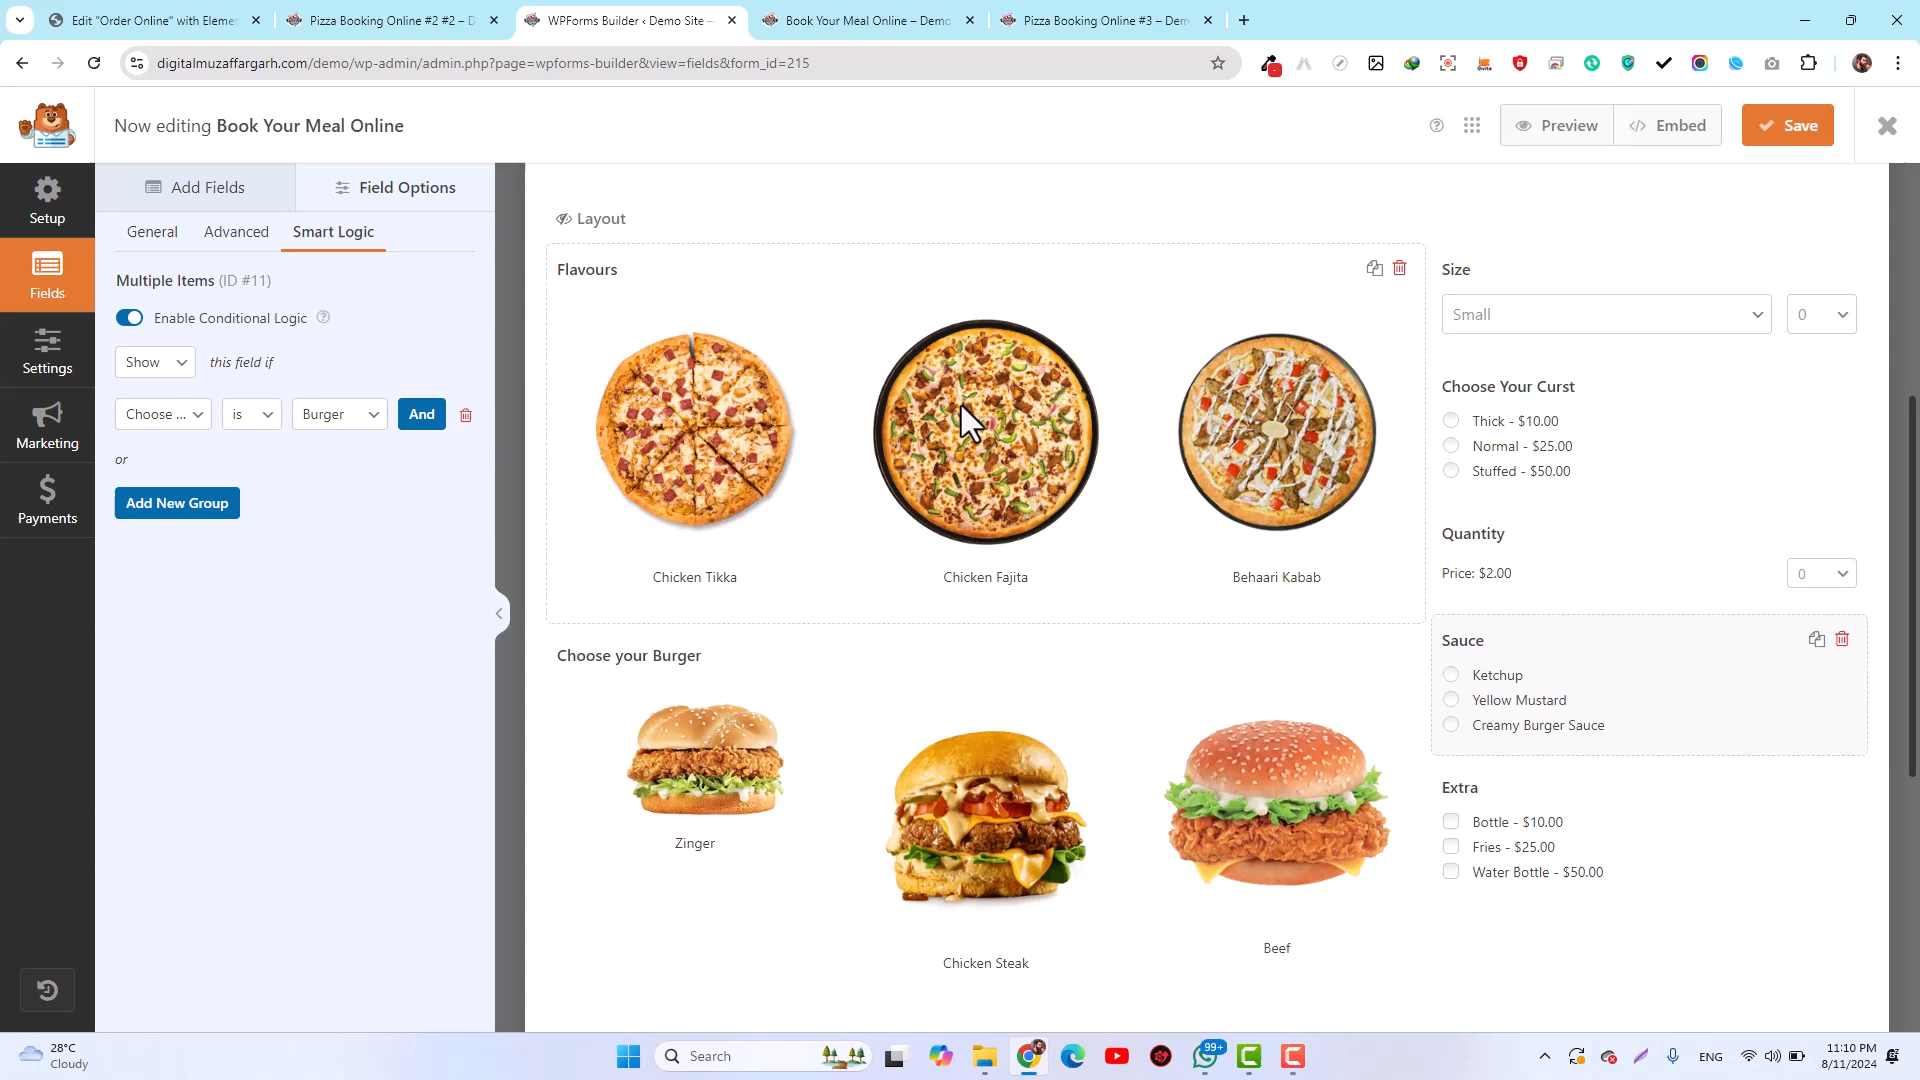 Edit "Order Online" with Elemen
Pizza Booking Online #2 #2 – D
WPForms Builder ‹ Demo Site –
Book Your Meal Online – Demo
Pizza Booking Online #3 – Dem
digitalmuzaffargarh.com/demo/wp-admin/admin.php?page=wpforms-builder&view=fields&form_id=215
Now editing Book Your Meal Online
Preview
Embed
Save
Setup
Fields
Settings
Marketing
Payments
Add Fields
Field Options
General
Advanced
Smart Logic
Multiple Items (ID #11)
Enable Conditional Logic
Show
this field if
Choose ...
is
Burger
And
or
Add New Group
Layout
Flavours
Chicken Tikka
Chicken Fajita
Behaari Kabab
Choose your Burger
Zinger
Chicken Steak
Beef
Size
Small
0
Choose Your Curst
Thick - $10.00
Normal - $25.00
Stuffed - $50.00
Quantity
Price: $2.00
0
Sauce
Ketchup
Yellow Mustard
Creamy Burger Sauce
Extra
Bottle - $10.00
Fries - $25.00
Water Bottle - $50.00
28°C
Cloudy
Search
99+
ENG
11:10 PM
8/11/2024